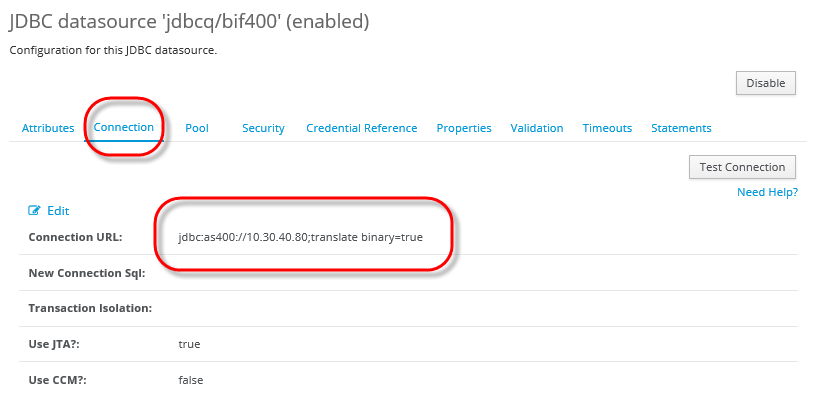 JDBC datasource 'jdbcq/bif400' (enabled)
Configuration for this JDBC datasource.
Disable
Attributes Connection Pool Security Credential Reference Properties Validation Timeouts Statements
Test Connection
Need Help?
Edit
Connection URL: jdbc:as400://10.30.40.80;translate binary=true
New Connection Sql:
Transaction Isolation:
Use JTA?: true
Use CCM?: false